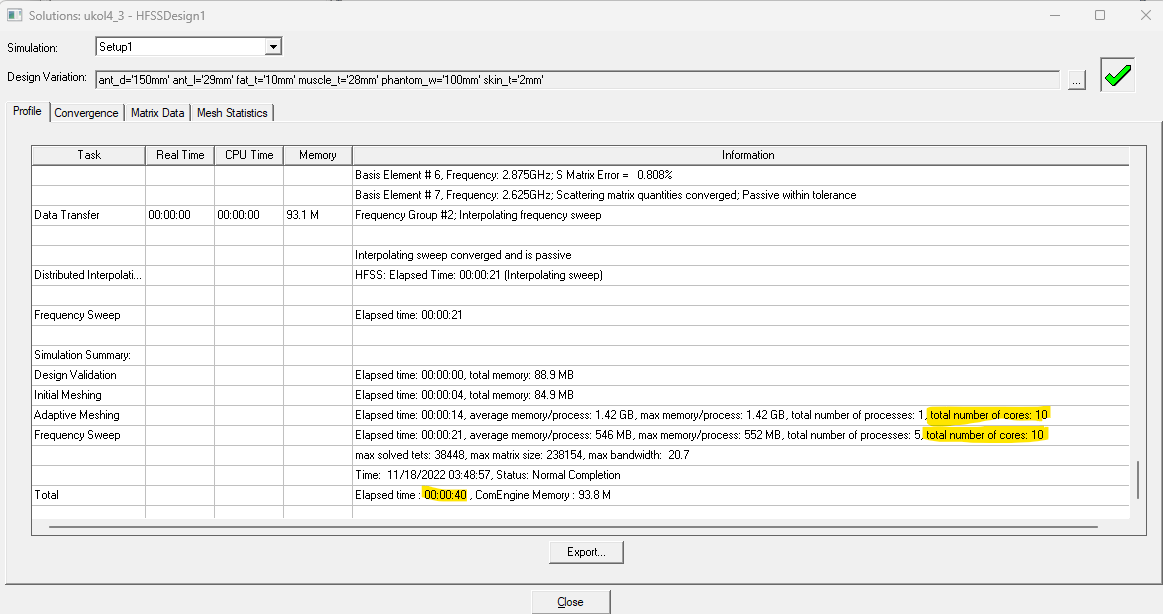 Solutions: ukol4_3 - HFSSDesign1
Simulation: Setup1
Design Variation: ant_d='150mm' ant_l='29mm' fat_t='10mm' muscle_t='28mm' phantom_w='100mm' skin_t='2mm' ...
Profile Convergence Matrix Data Mesh Statistics
Task Real Time CPU Time Memory Information
Basis Element # 6, Frequency: 2.875GHz; S Matrix Error = 0.808%
Basis Element # 7, Frequency: 2.625GHz; Scattering matrix quantities converged; Passive within tolerance
Data Transfer 00:00:00 00:00:00 93.1 M Frequency Group #2; Interpolating frequency sweep
Interpolating sweep converged and is passive
Distributed Interpolati... HFSS: Elapsed Time: 00:00:21 (Interpolating sweep)
Frequency Sweep Elapsed time: 00:00:21
Simulation Summary:
Design Validation Elapsed time: 00:00:00, total memory: 88.9 MB
Initial Meshing Elapsed time: 00:00:04, total memory: 84.9 MB
Adaptive Meshing Elapsed time: 00:00:14, average memory/process: 1.42 GB, max memory/process: 1.42 GB, total number of processes: 1, total number of cores: 10
Frequency Sweep Elapsed time: 00:00:21, average memory/process: 546 MB, max memory/process: 552 MB, total number of processes: 5, total number of cores: 10
max solved tets: 38448, max matrix size: 238154, max bandwidth: 20.7
Time: 11/18/2022 03:48:57, Status: Normal Completion
Total Elapsed time : 00:00:40 , ComEngine Memory : 93.8 M
Export...
Close